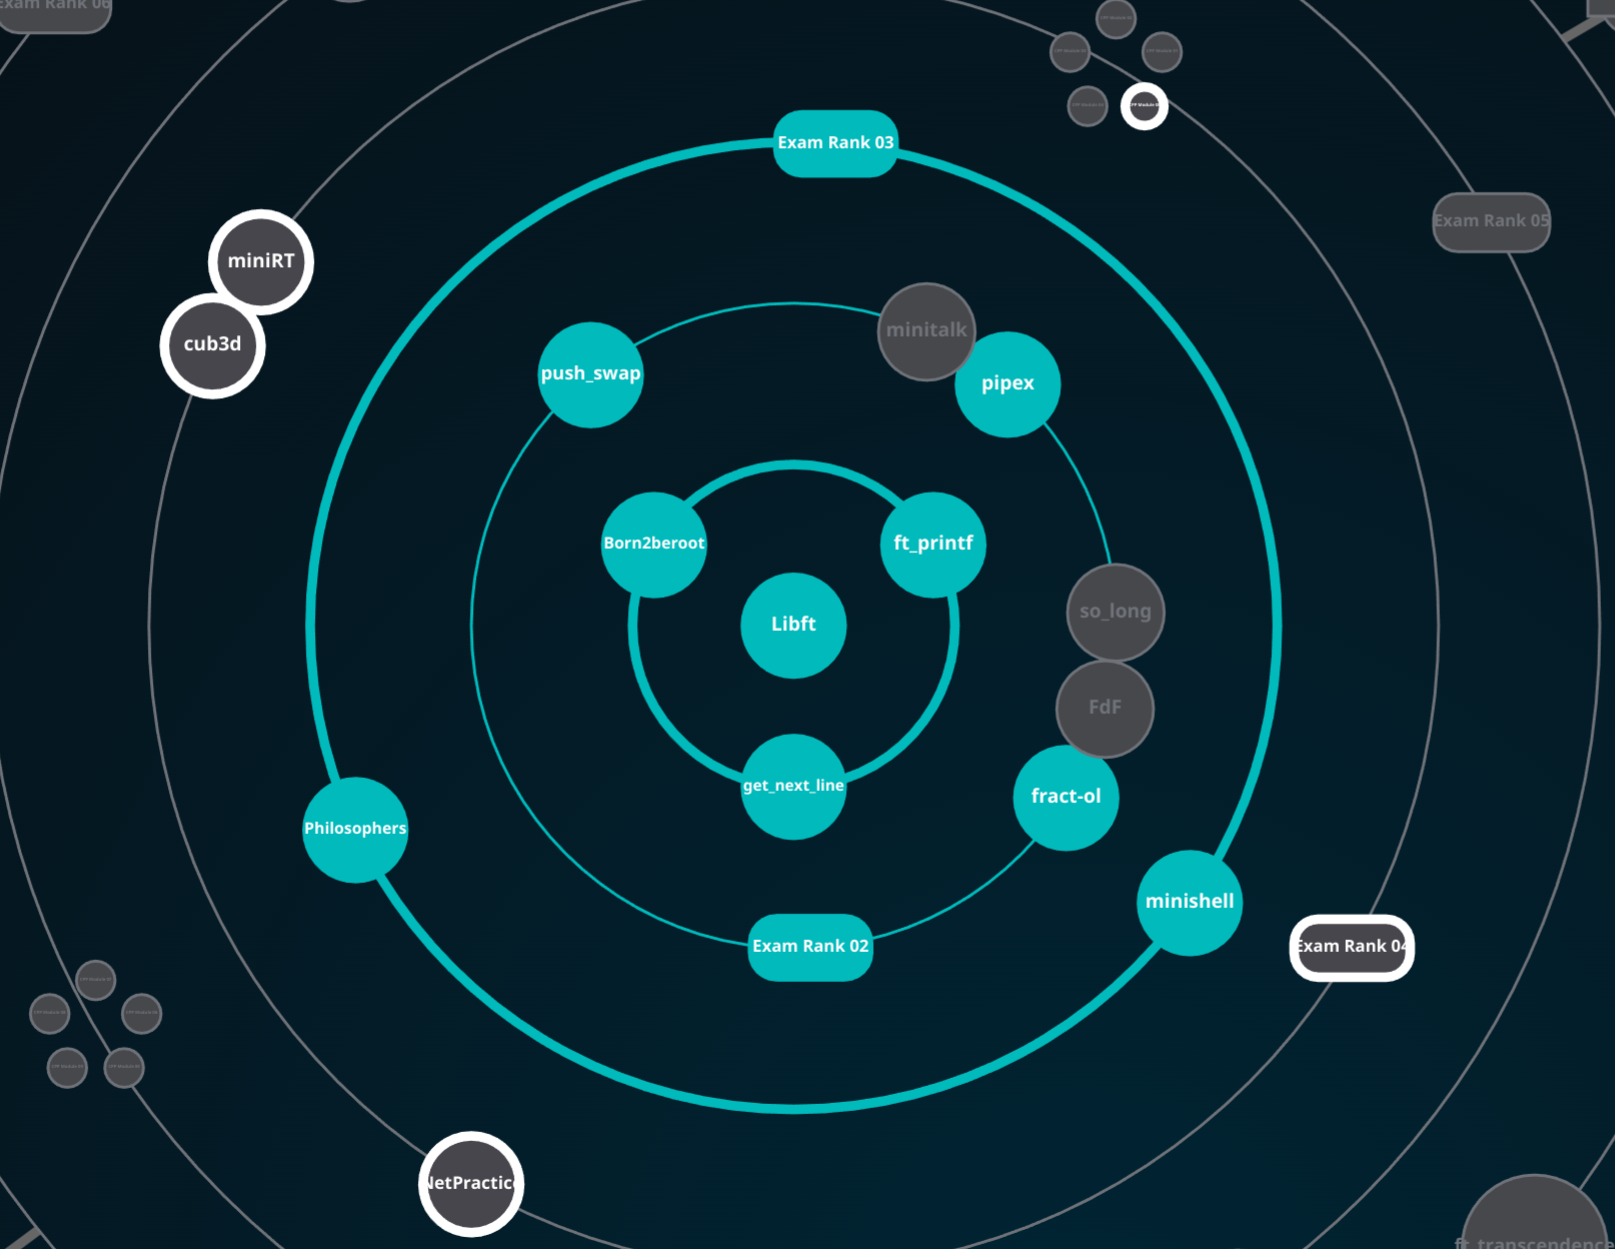 Exam Rank 06
Exam Rank 03
Exam Rank 05
miniRT
cub3d
minitalk
push_swap
pipex
Born2beroot
ft_printf
so_long
Libft
FdF
get_next_line
fract-ol
Philosophers
minishell
Exam Rank 02
Exam Rank 04
NetPractice
ft_transcendence